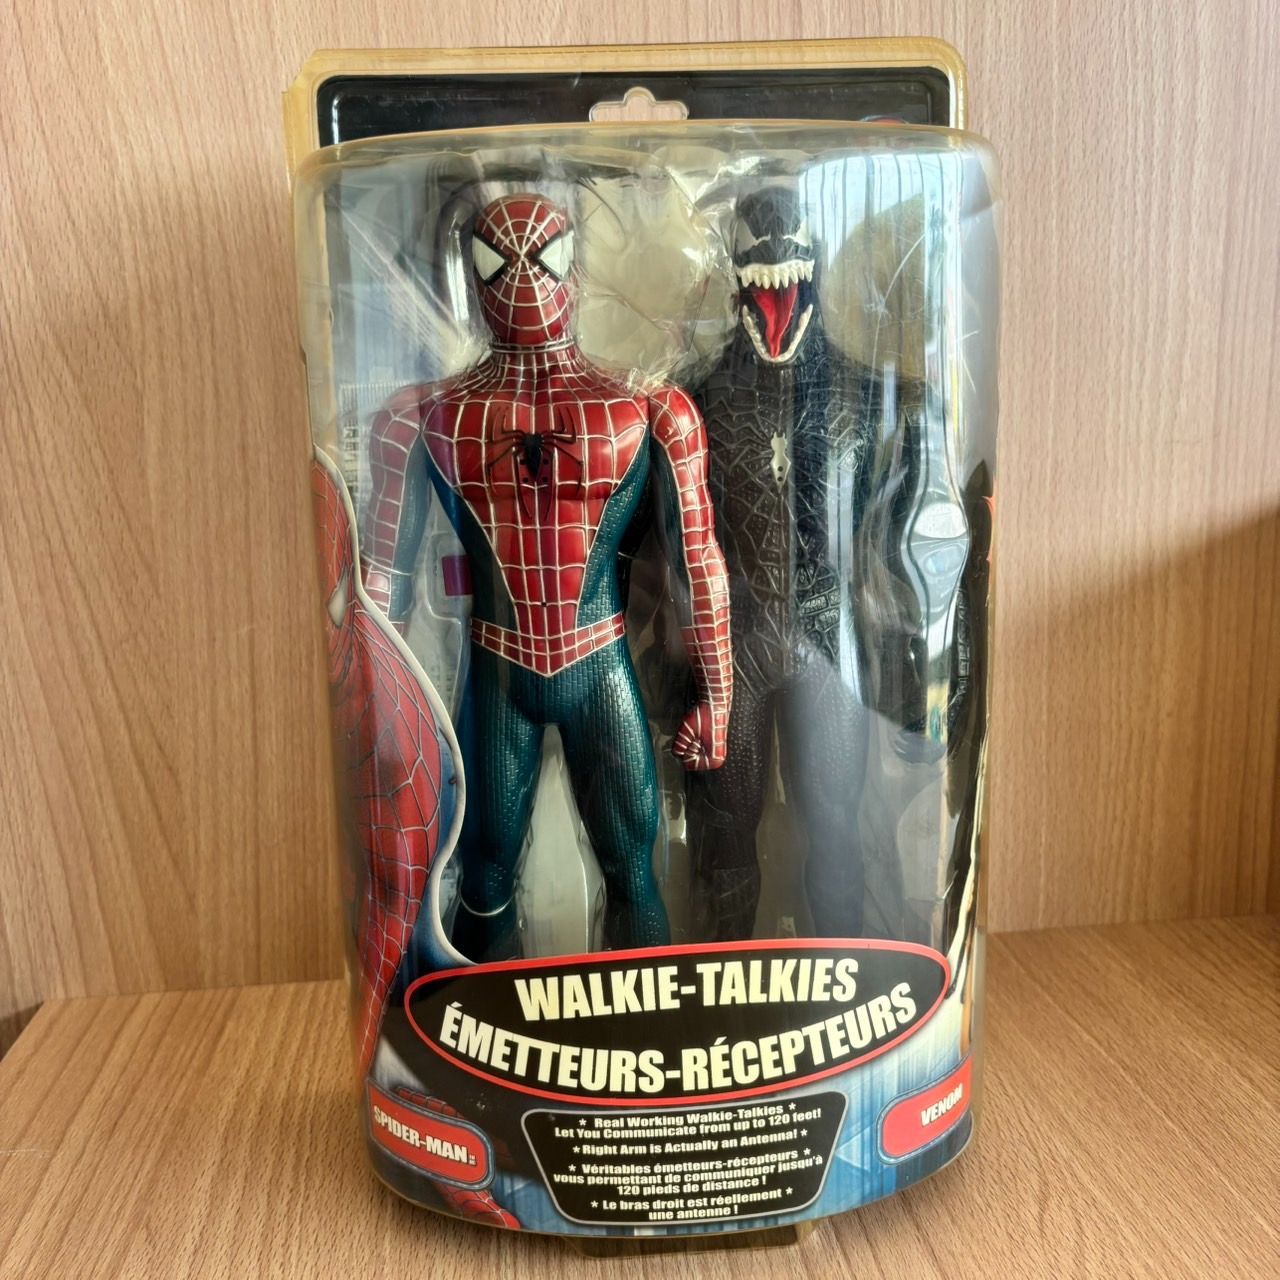 WALKIE-TALKIES
ÉMETTEURS-RÉCEPTEURS
SPIDER-MAN
VENOM
* Real Working Walkie-Talkies *
Let You Communicate from up to 120 feet!
* Right Arm is Actually an Antenna! *
* Véritables émetteurs-récepteurs *
vous permettant de communiquer jusqu'à
120 pieds de distance !
* Le bras droit est réellement *
une antenne !